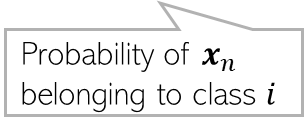 Probability of 𝒙ₙ
belonging to class 𝒊